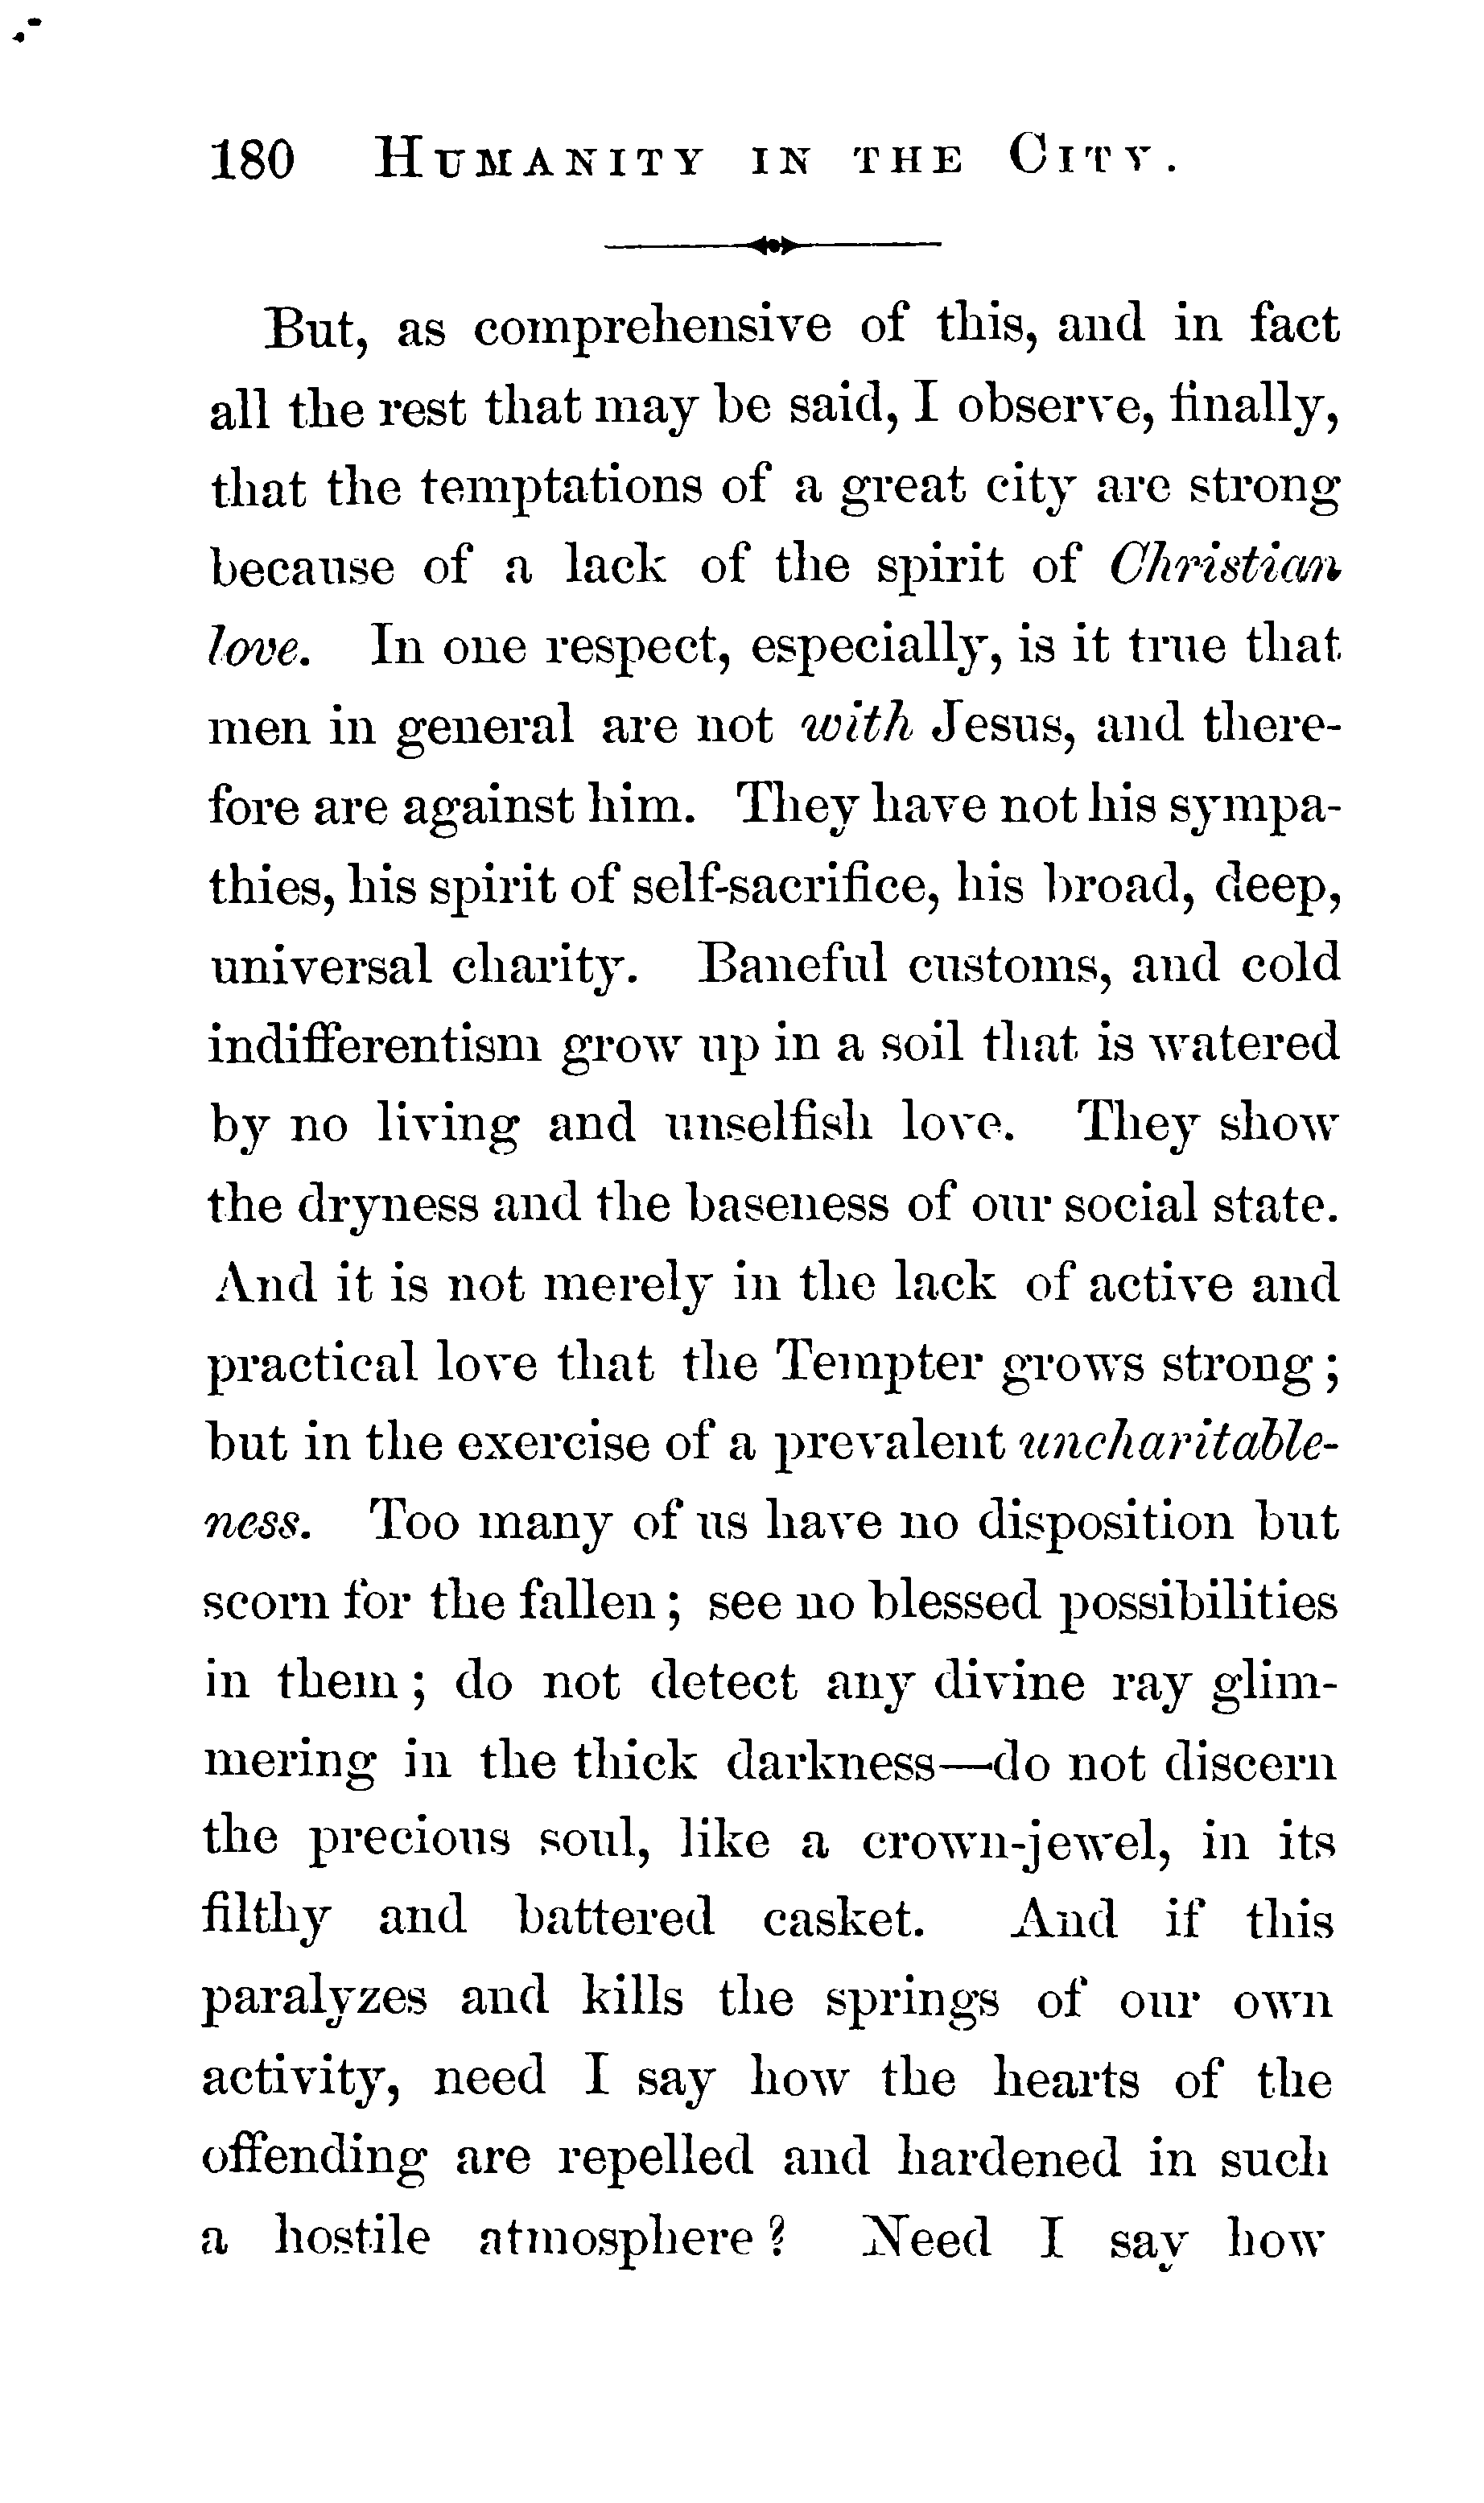 180 HUMANITY IN THE CITY.
But, as comprehensive of this, and in fact
all the rest that may be said, I observe, finally,
that the temptations of a great city are strong
because of a lack of the spirit of Christian
love. In one respect, especially, is it true that
men in general are not with Jesus, and there-
fore are against him. They have not his sympa-
thies, his spirit of self-sacrifice, his broad, deep,
universal charity. Baneful customs, and cold
indifferentism grow up in a soil that is watered
by no living and unselfish love. They show
the dryness and the baseness of our social state.
And it is not merely in the lack of active and
practical love that the Tempter grows strong;
but in the exercise of a prevalent uncharitable-
ness. Too many of us have no disposition but
scorn for the fallen; see no blessed possibilities
in them; do not detect any divine ray glim-
mering in the thick darkness—do not discern
the precious soul, like a crown-jewel, in its
filthy and battered casket. And if this
paralyzes and kills the springs of our own
activity, need I say how the hearts of the
offending are repelled and hardened in such
a hostile atmosphere? Need I say how